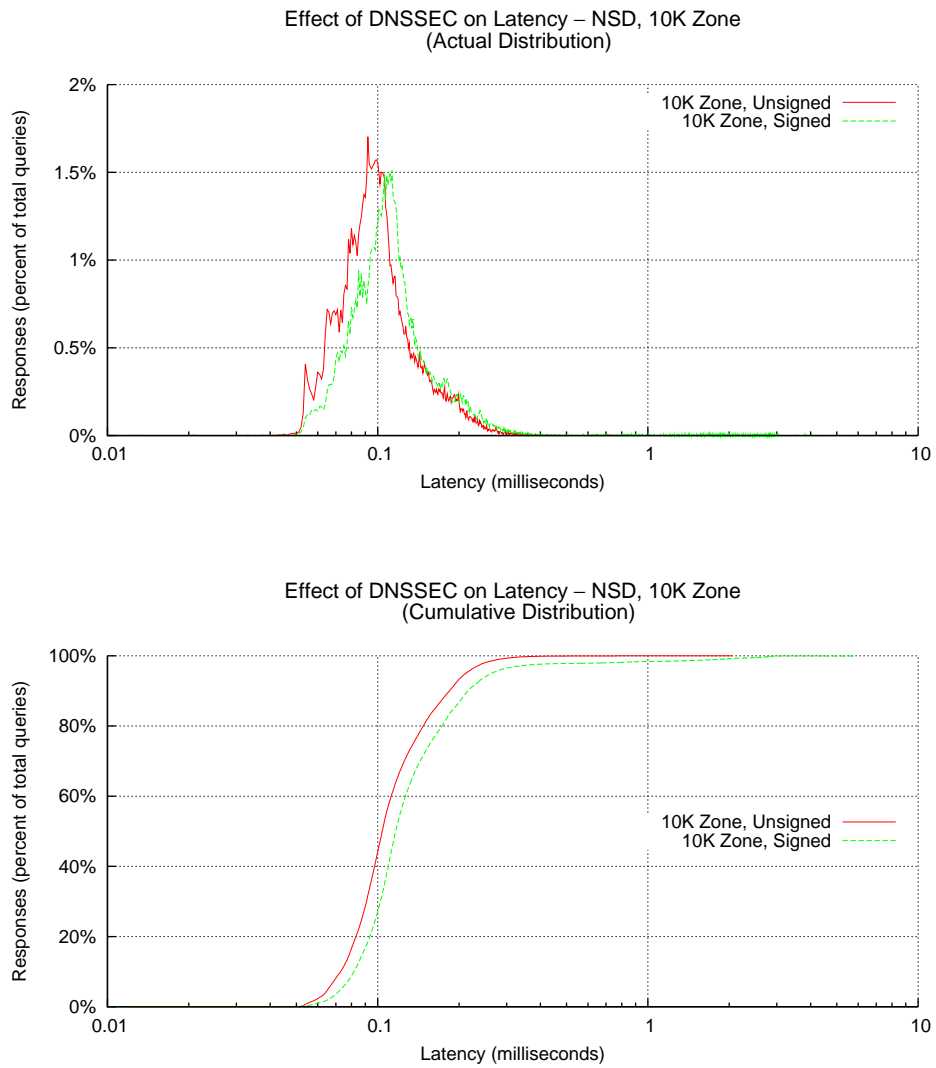 Effect of DNSSEC on Latency – NSD, 10K Zone
(Actual Distribution)
2%
1.5%
1%
0.5%
0%
Responses (percent of total queries)
10K Zone, Unsigned
10K Zone, Signed
0.01
0.1
1
10
Latency (milliseconds)
Effect of DNSSEC on Latency – NSD, 10K Zone
(Cumulative Distribution)
100%
80%
60%
40%
20%
0%
Responses (percent of total queries)
10K Zone, Unsigned
10K Zone, Signed
0.01
0.1
1
10
Latency (milliseconds)